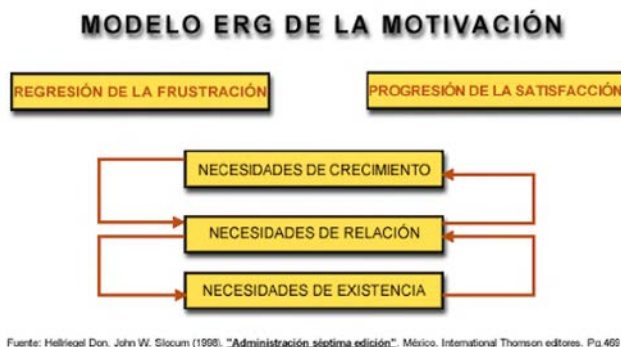 MODELO ERG DE LA MOTIVACIÓN
REGRESIÓN DE LA FRUSTRACIÓN
PROGRESIÓN DE LA SATISFACCIÓN
NECESIDADES DE CRECIMIENTO
NECESIDADES DE RELACIÓN
NECESIDADES DE EXISTENCIA
Fuente: Hellriegel Don, John W. Slocum (1998). "Administración séptima edición". México. International Thomson editores. Pg.469